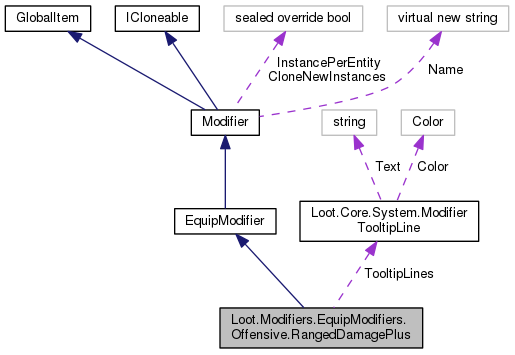 GlobalItem
ICloneable
sealed override bool
virtual new string
InstancePerEntity
CloneNewInstances
Name
Modifier
string
Color
Text
Color
EquipModifier
Loot.Core.System.Modifier
TooltipLine
TooltipLines
Loot.Modifiers.EquipModifiers.
Offensive.RangedDamagePlus